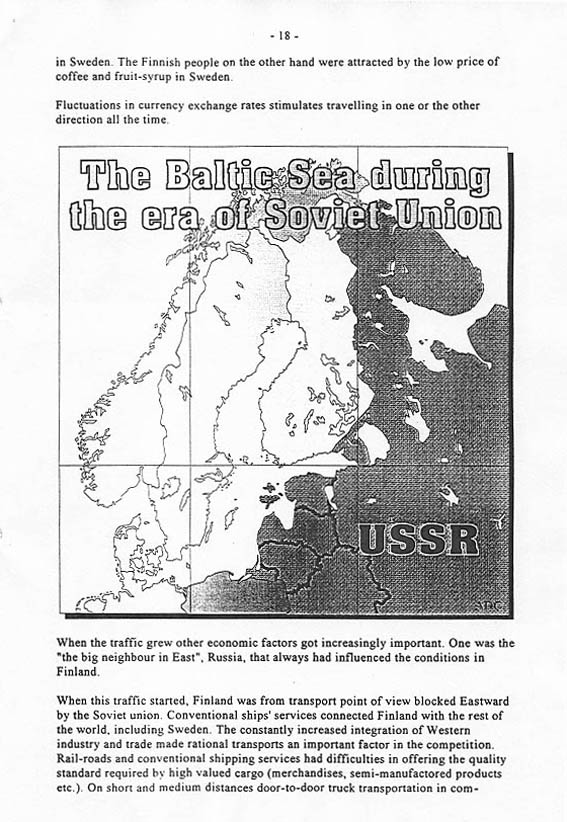 - 18 -
in Sweden. The Finnish people on the other hand were attracted by the low price of
coffee and fruit-syrup in Sweden.
Fluctuations in currency exchange rates stimulates travelling in one or the other
direction all the time.
The Baltic Sea during
the era of Soviet Union
USSR
ADC
When the traffic grew other economic factors got increasingly important. One was the
"the big neighbour in East", Russia, that always had influenced the conditions in
Finland.
When this traffic started, Finland was from transport point of view blocked Eastward
by the Soviet union. Conventional ships' services connected Finland with the rest of
the world, including Sweden. The constantly increased integration of Western
industry and trade made rational transports an important factor in the competition.
Rail-roads and conventional shipping services had difficulties in offering the quality
standard required by high valued cargo (merchandises, semi-manufactored products
etc.). On short and medium distances door-to-door truck transportation in com-